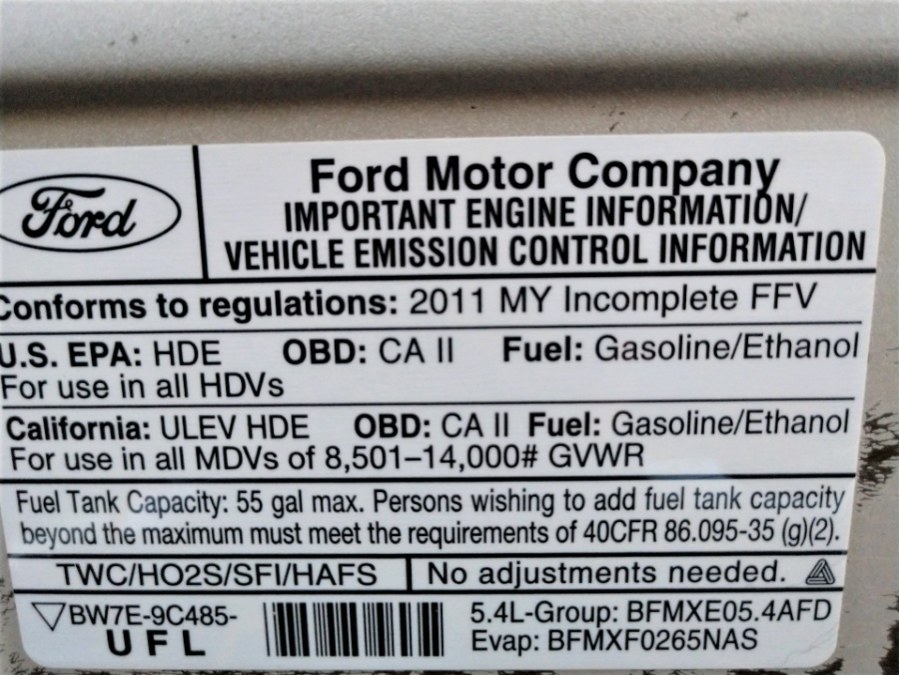 Ford
Ford Motor Company
IMPORTANT ENGINE INFORMATION/
VEHICLE EMISSION CONTROL INFORMATION
Conforms to regulations: 2011 MY Incomplete FFV
U.S. EPA: HDE OBD: CA II Fuel: Gasoline/Ethanol
For use in all HDVs
California: ULEV HDE OBD: CA II Fuel: Gasoline/Ethanol
For use in all MDVs of 8,501–14,000# GVWR
Fuel Tank Capacity: 55 gal max. Persons wishing to add fuel tank capacity
beyond the maximum must meet the requirements of 40CFR 86.095-35 (g)(2).
TWC/HO2S/SFI/HAFS No adjustments needed.
BW7E-9C485-
UFL
5.4L-Group: BFMXE05.4AFD
Evap: BFMXF0265NAS